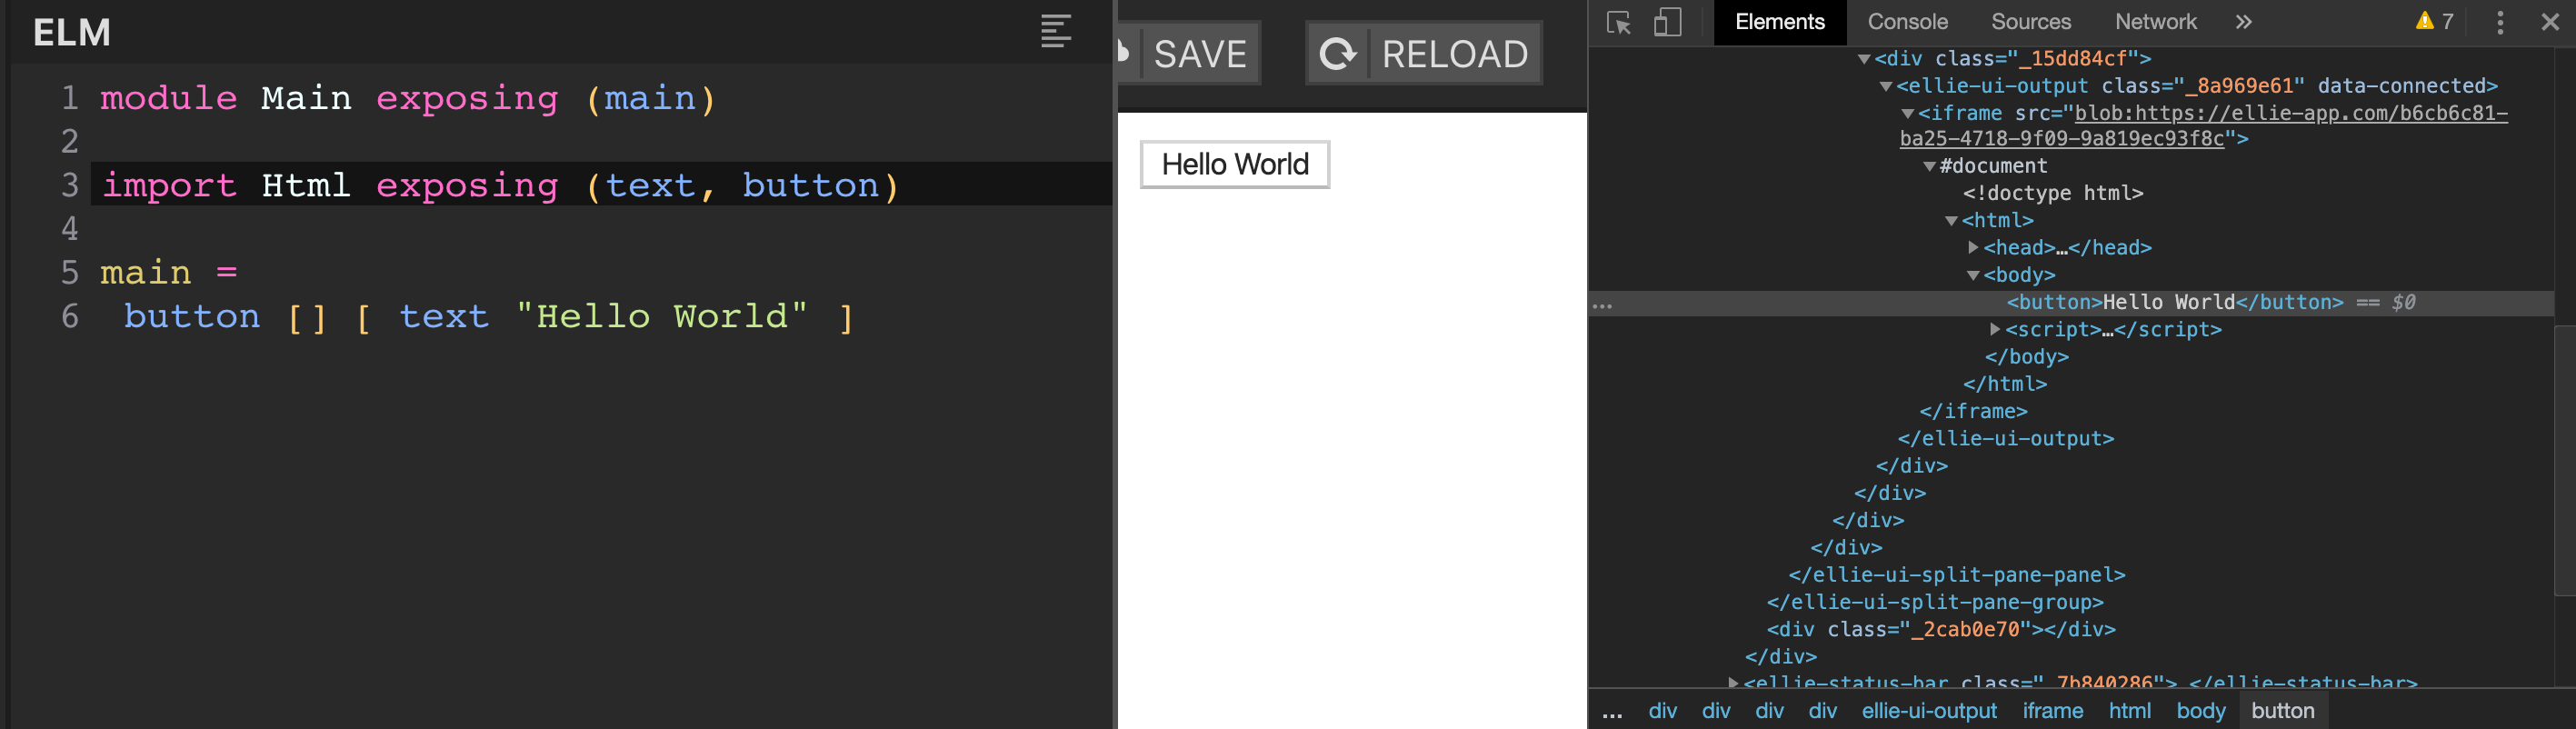 ELM
1 module Main exposing (main)
2
3 import Html exposing (text, button)
4
5 main =
6 button [] [ text "Hello World" ]
SAVE
RELOAD
Hello World
Elements Console Sources Network » 7
<div class="_15dd84cf">
<ellie-ui-output class="_8a969e61" data-connected>
<iframe src="blob:https://ellie-app.com/b6cb6c81-
ba25-4718-9f09-9a819ec93f8c">
#document
<!doctype html>
<html>
<head>…</head>
<body>
… <button>Hello World</button> == $0
<script>…</script>
</body>
</html>
</iframe>
</ellie-ui-output>
</div>
</div>
</div>
</div>
</ellie-ui-split-pane-panel>
</ellie-ui-split-pane-group>
<div class="_2cab0e70"></div>
</div>
<ellie-status-bar class="_7b840286"> </ellie-status-bar>
… div div div div ellie-ui-output iframe html body button